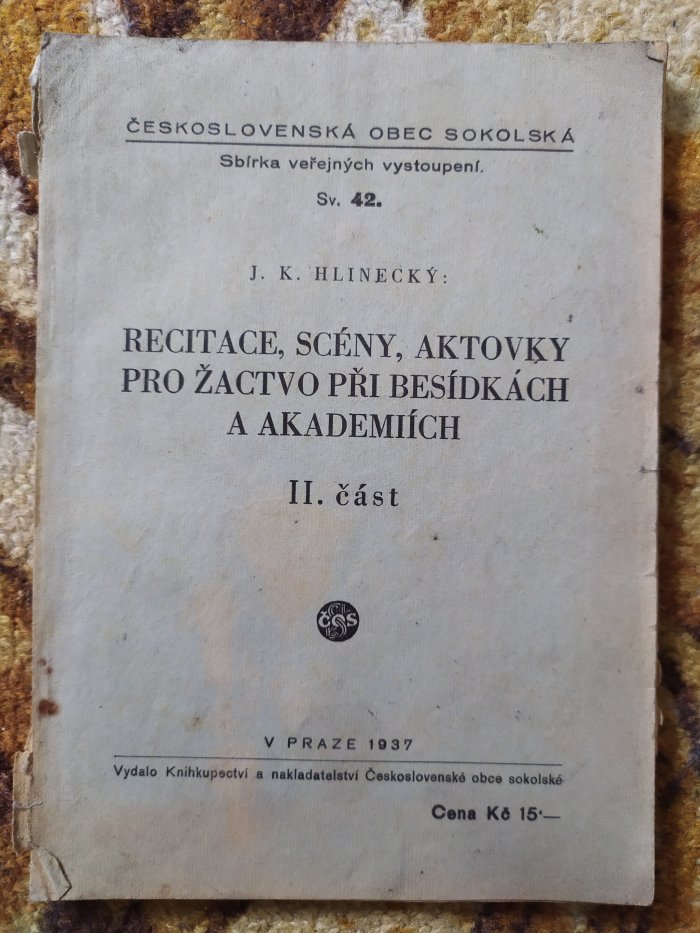 ČESKOSLOVENSKÁ OBEC SOKOLSKÁ
Sbírka veřejných vystoupení.
Sv. 42.
J. K. HLINECKÝ:
RECITACE, SCÉNY, AKTOVKY
PRO ŽACTVO PŘI BESÍDKÁCH
A AKADEMIÍCH
II. část
ČSS
V PRAZE 1937
Vydalo Knihkupectví a nakladatelství Československé obce sokolské
Cena Kč 15·—